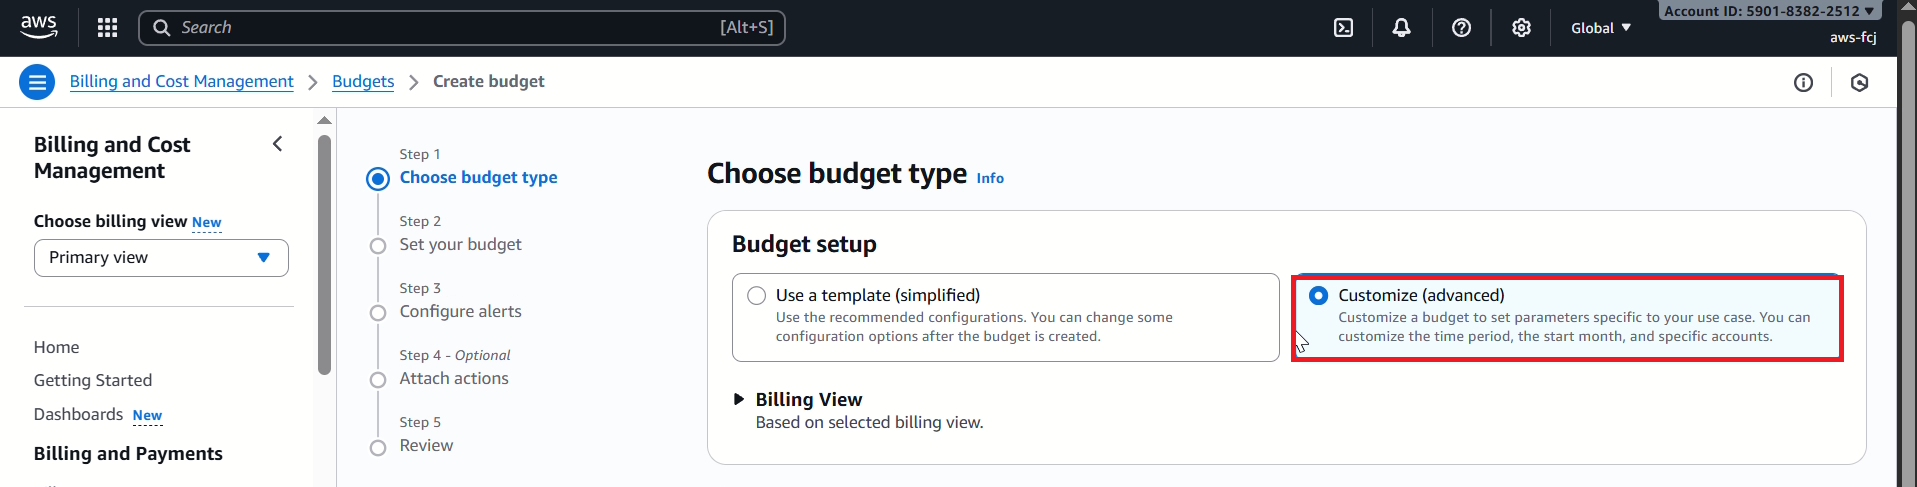 aws
Search
[Alt+S]
Global
Account ID: 5901-8382-2512
aws-fcj
Billing and Cost Management
Budgets
Create budget
Billing and Cost
Management
Choose billing view New
Primary view
Home
Getting Started
Dashboards New
Billing and Payments
Step 1
Choose budget type
Step 2
Set your budget
Step 3
Configure alerts
Step 4 - Optional
Attach actions
Step 5
Review
Choose budget type Info
Budget setup
Use a template (simplified)
Use the recommended configurations. You can change some
configuration options after the budget is created.
Customize (advanced)
Customize a budget to set parameters specific to your use case. You can
customize the time period, the start month, and specific accounts.
Billing View
Based on selected billing view.